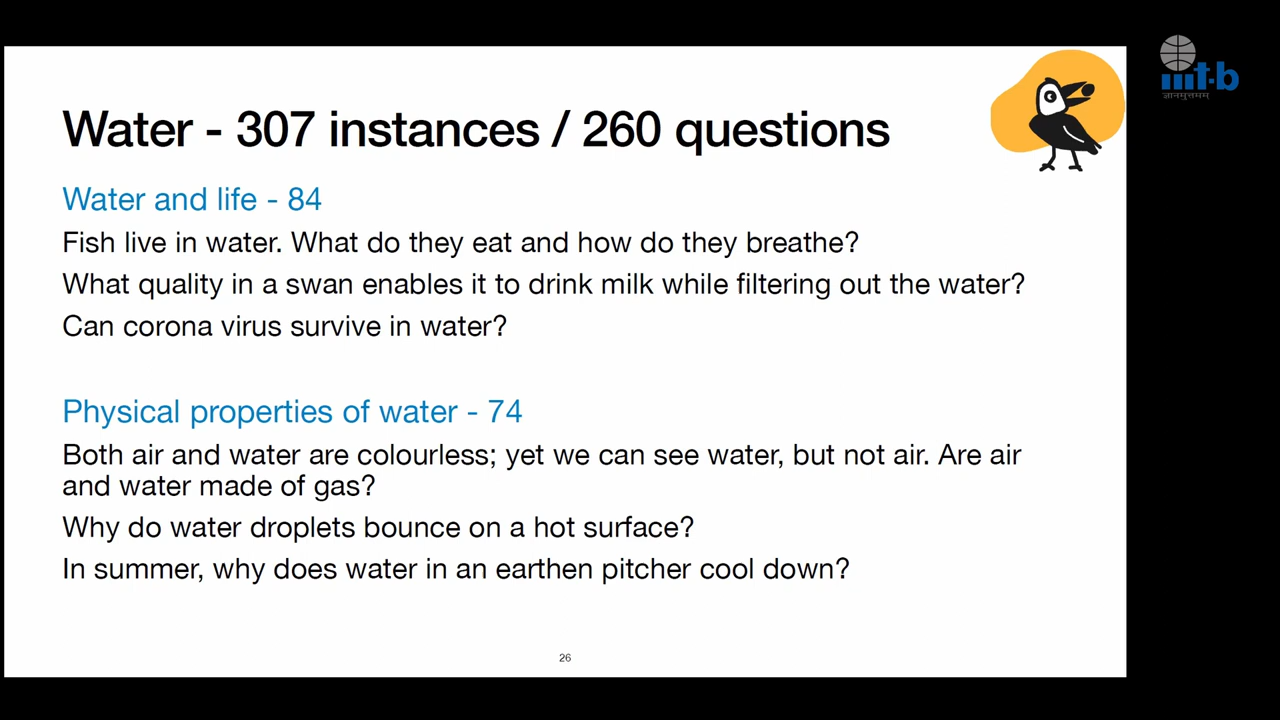 Water - 307 instances / 260 questions
Water and life - 84
Fish live in water. What do they eat and how do they breathe?
What quality in a swan enables it to drink milk while filtering out the water?
Can corona virus survive in water?
Physical properties of water - 74
Both air and water are colourless; yet we can see water, but not air. Are air
and water made of gas?
Why do water droplets bounce on a hot surface?
In summer, why does water in an earthen pitcher cool down?
26
iiit-b
ज्ञानमुत्तमम्